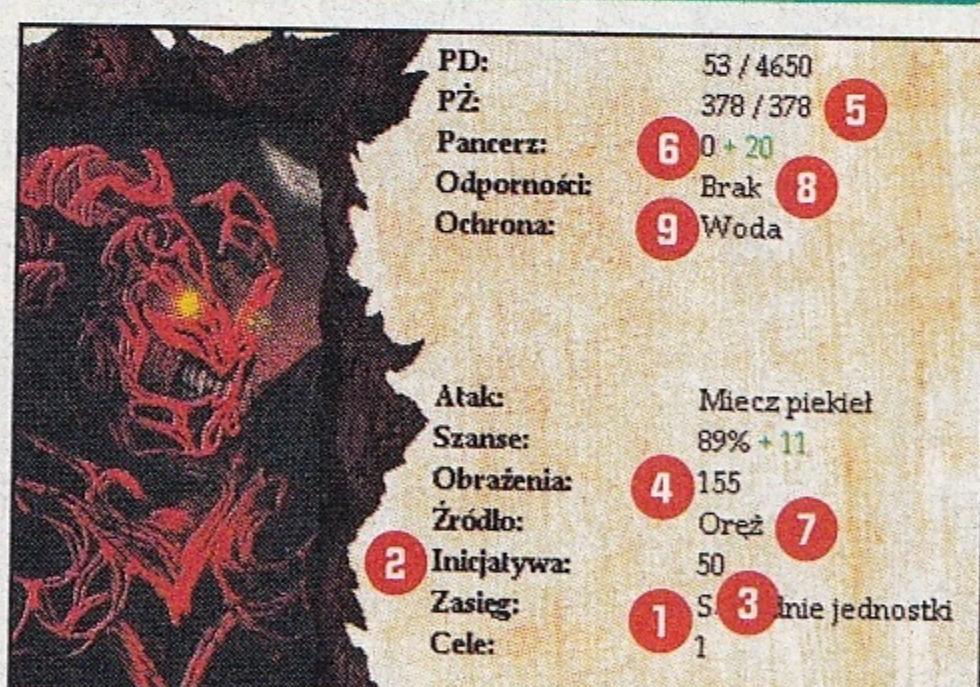 PD: 53 / 4650
PŻ: 378 / 378 5
Pancerz: 6 0 + 20
Odporności: Brak 8
Ochrona: 9 Woda
Atak: Miecz piekieł
Szanse: 89% + 11
Obrażenia: 4 155
Źródło: Oręż 7
2 Inicjatywa: 50
Zasięg: 3 jednostki
Cele: 1 1